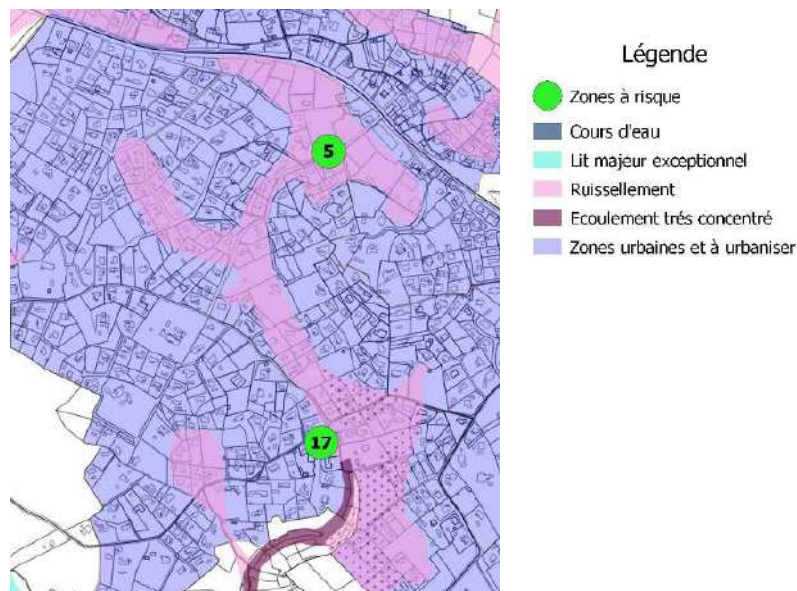 5
17
Légende
Zones à risque
Cours d'eau
Lit majeur exceptionnel
Ruissellement
Ecoulement trés concentré
Zones urbaines et à urbaniser